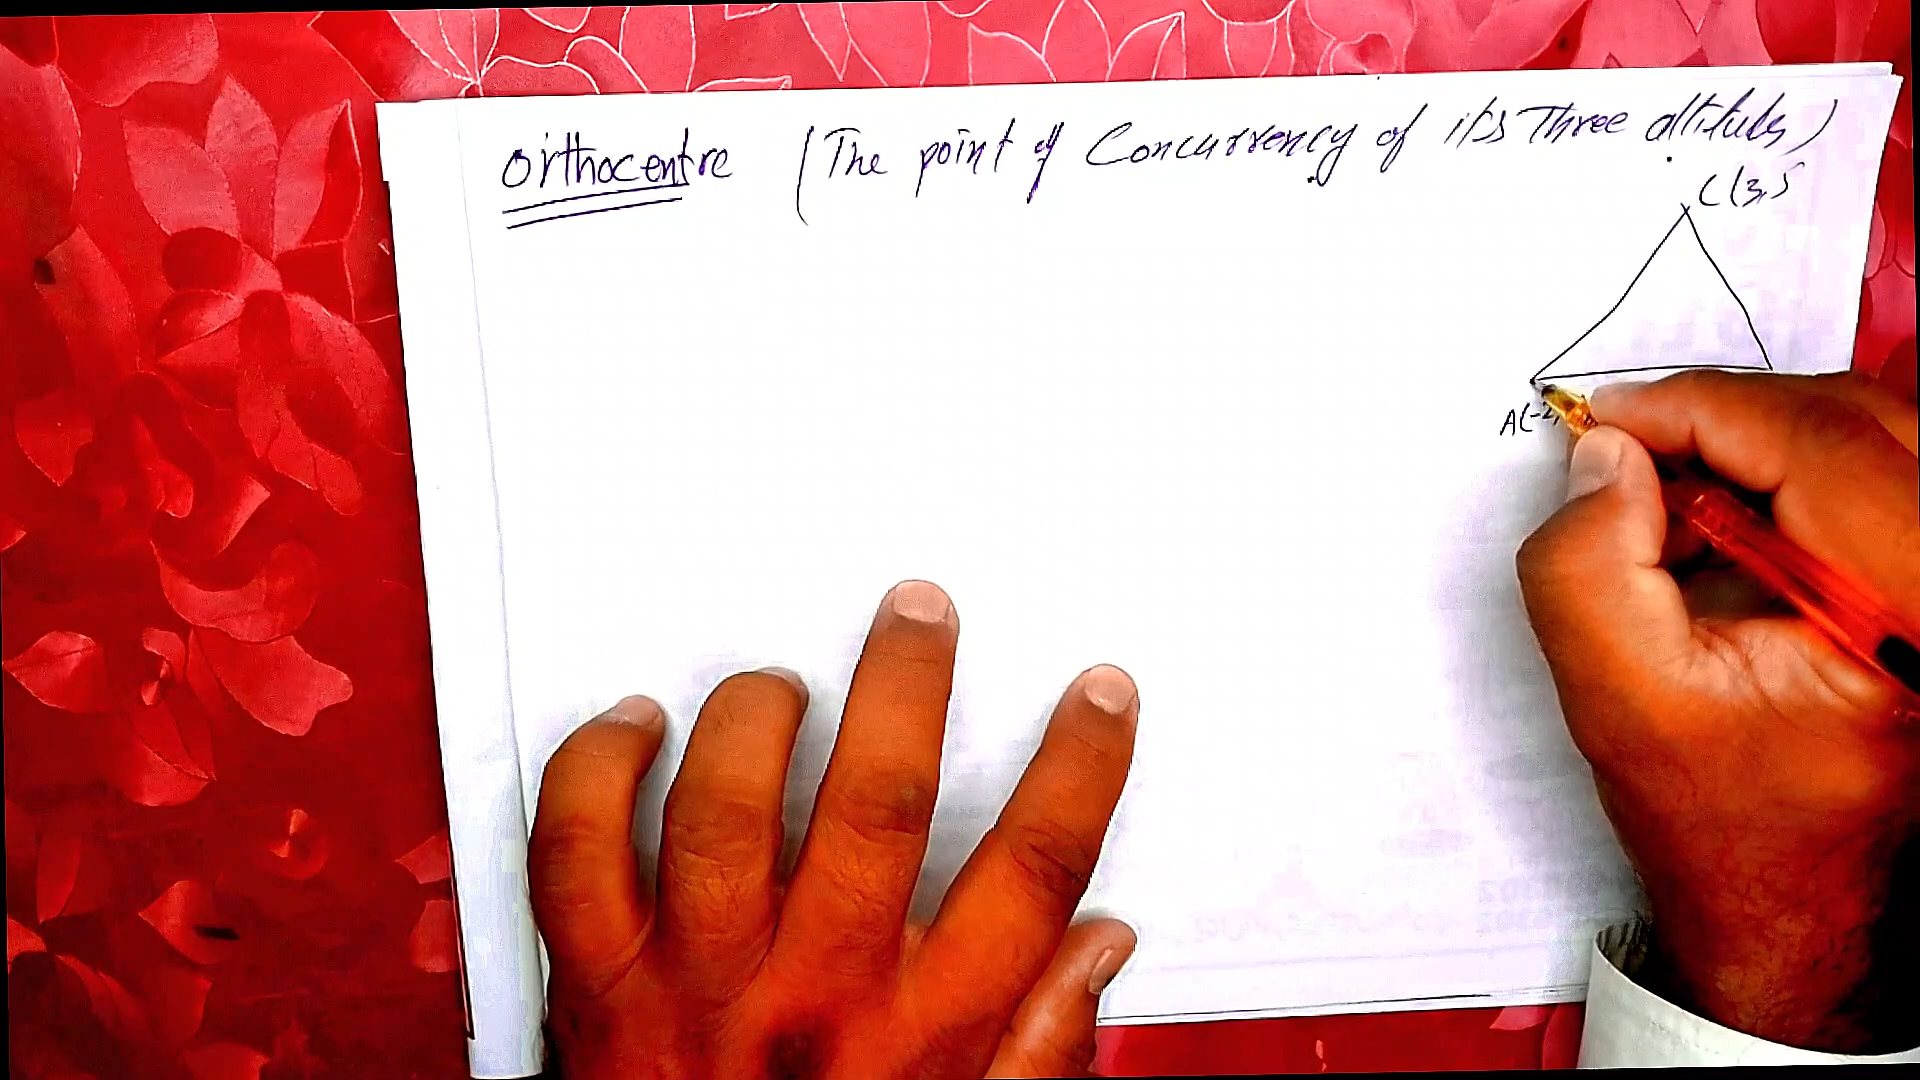 Orthocentre (The point of Concurrency of its Three altitudes)
C(3,5
A(-2,